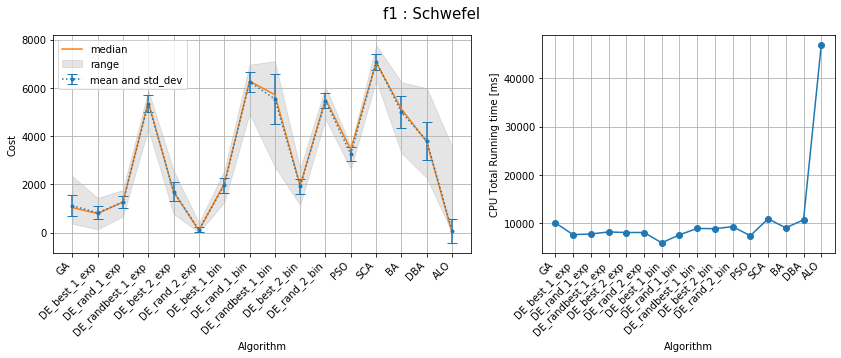 f1 : Schwefel
8000
6000
4000
2000
0
Cost
median
range
mean and std_dev
GA
DE_best_1_exp
DE_rand_1_exp
DE_randbest_1_exp
DE_best_2_exp
DE_rand_2_exp
DE_best_1_bin
DE_rand_1_bin
DE_randbest_1_bin
DE_best_2_bin
DE_rand_2_bin
PSO
SCA
BA
DBA
ALO
Algorithm
40000
30000
20000
10000
CPU Total Running time [ms]
GA
DE_best_1_exp
DE_rand_1_exp
DE_randbest_1_exp
DE_best_2_exp
DE_rand_2_exp
DE_best_1_bin
DE_rand_1_bin
DE_randbest_1_bin
DE_best_2_bin
DE_rand_2_bin
PSO
SCA
BA
DBA
ALO
Algorithm